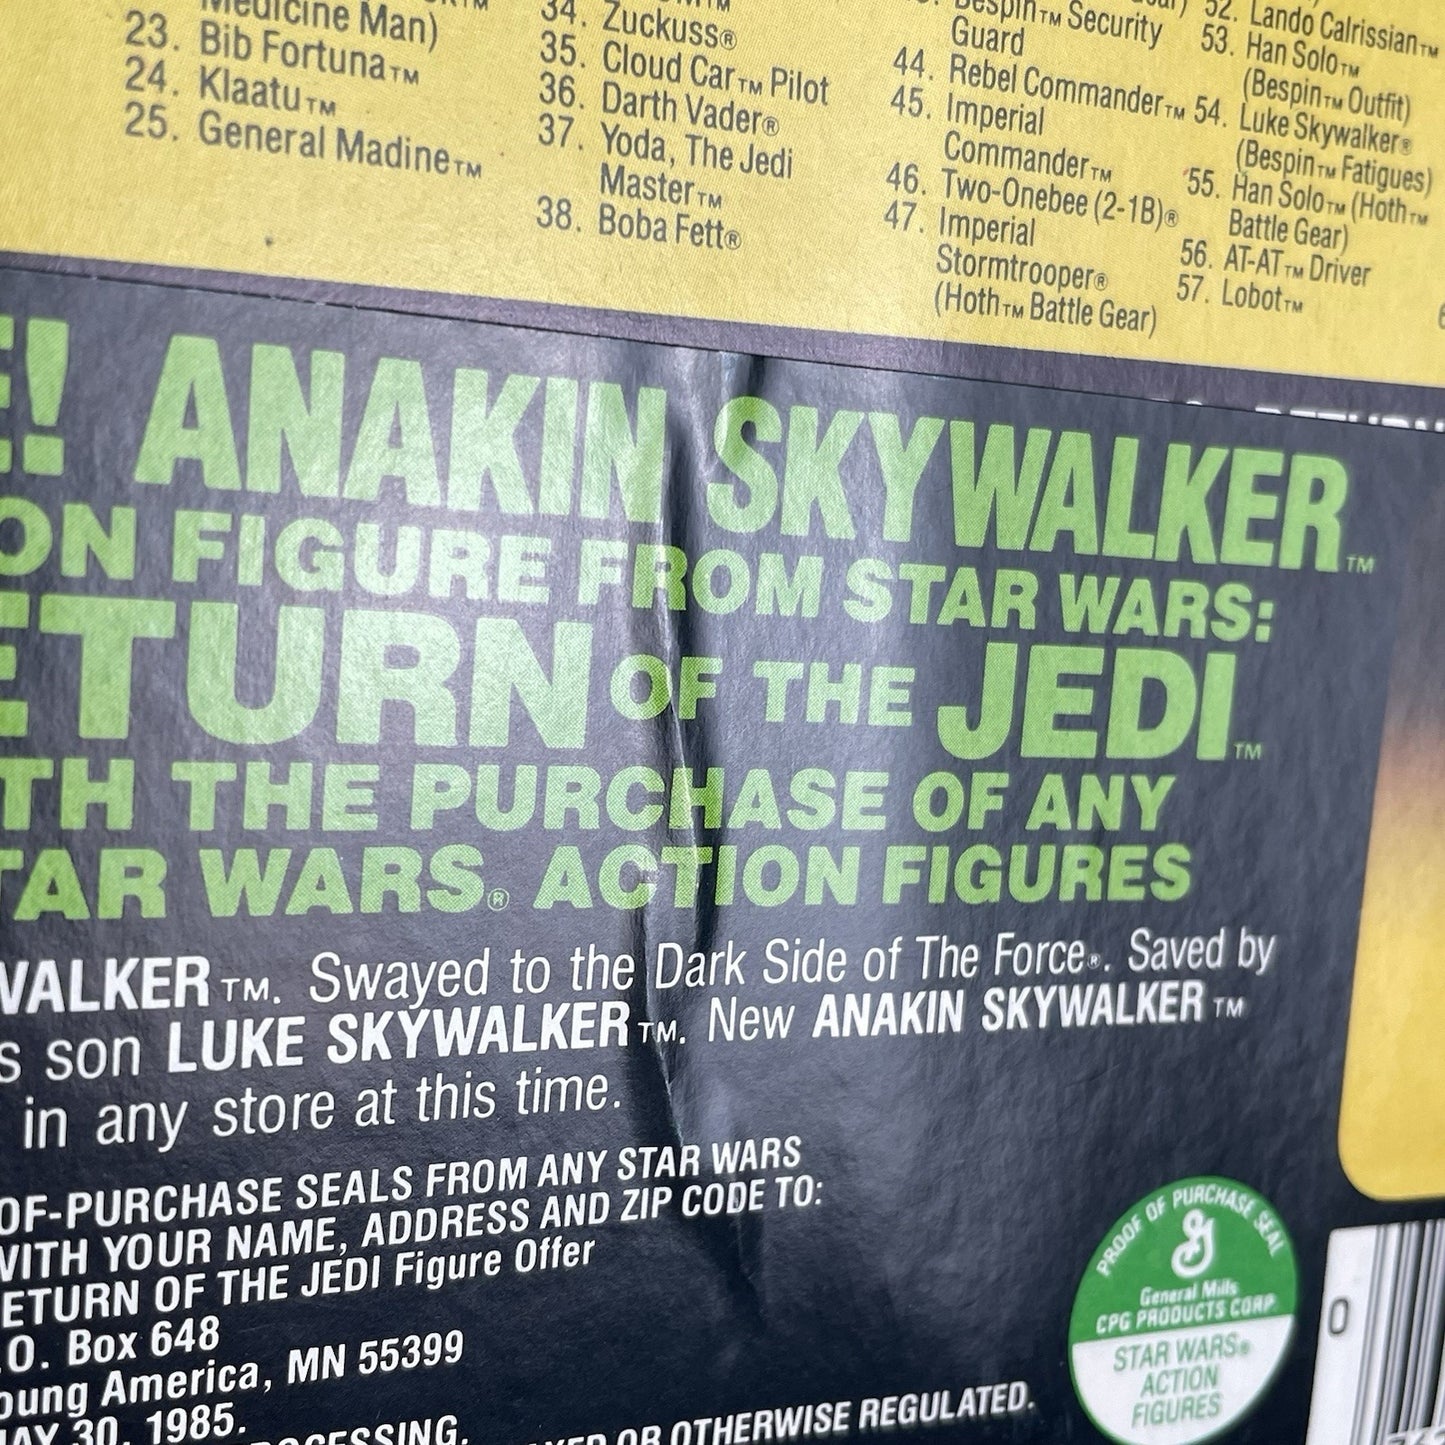 Medicine Man)
23. Bib Fortuna™
24. Klaatu™
25. General Madine™
34. Zuckuss®
35. Cloud Car™ Pilot
36. Darth Vader®
37. Yoda, The Jedi
Master™
38. Boba Fett®
Bespin™ Security
Guard
44. Rebel Commander™
45. Imperial
Commander™
46. Two-Onebee (2-1B)®
47. Imperial
Stormtrooper®
(Hoth™ Battle Gear)
52. Lando Calrissian™
53. Han Solo™
(Bespin™ Outfit)
54. Luke Skywalker®
(Bespin™ Fatigues)
55. Han Solo™ (Hoth™
Battle Gear)
56. AT-AT™ Driver
57. Lobot™
E! ANAKIN SKYWALKER™
ON FIGURE FROM STAR WARS:
ETURN OF THE JEDI™
TH THE PURCHASE OF ANY
TAR WARS® ACTION FIGURES
WALKER™. Swayed to the Dark Side of The Force®. Saved by
s son LUKE SKYWALKER™. New ANAKIN SKYWALKER™
in any store at this time.
OF-PURCHASE SEALS FROM ANY STAR WARS
WITH YOUR NAME, ADDRESS AND ZIP CODE TO:
ETURN OF THE JEDI Figure Offer
.O. Box 648
oung America, MN 55399
AY 30, 1985.
OCESSING.
AXED OR OTHERWISE REGULATED.
PROOF OF PURCHASE SEAL
General Mills
CPG PRODUCTS CORP.
STAR WARS®
ACTION
FIGURES
0